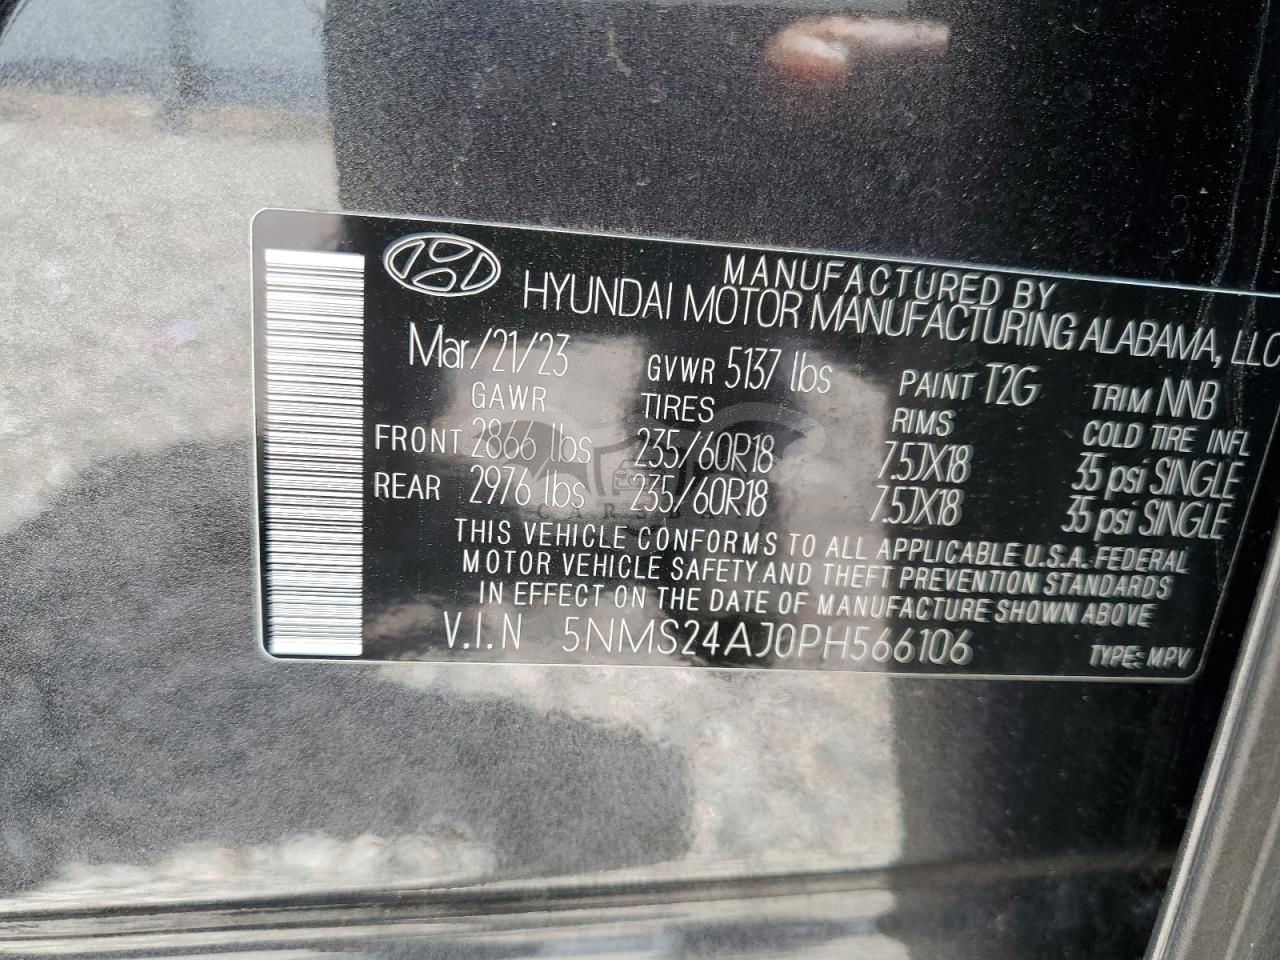 MANUFACTURED BY
HYUNDAI MOTOR MANUFACTURING ALABAMA, LLC
Mar/21/23 GVWR 5137 lbs PAINT T2G TRIM NNB
GAWR TIRES RIMS COLD TIRE INFL
FRONT 2866 lbs 235/60R18 7.5JX18 35 psi SINGLE
REAR 2976 lbs 235/60R18 7.5JX18 35 psi SINGLE
THIS VEHICLE CONFORMS TO ALL APPLICABLE U.S.A. FEDERAL
MOTOR VEHICLE SAFETY AND THEFT PREVENTION STANDARDS
IN EFFECT ON THE DATE OF MANUFACTURE SHOWN ABOVE
V.I.N 5NMS24AJ0PH566106 TYPE: MPV